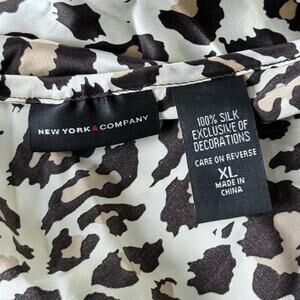 NEW YORK & COMPANY
100% SILK
EXCLUSIVE OF
DECORATIONS
CARE ON REVERSE
XL
MADE IN
CHINA